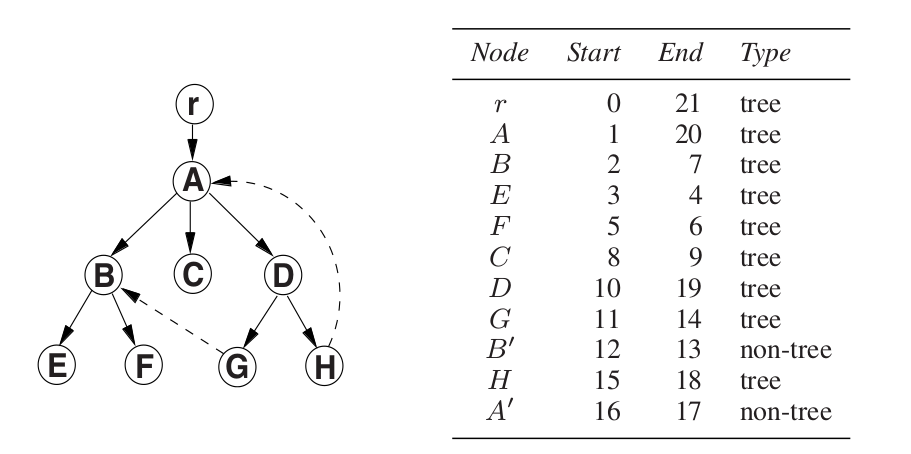 r
A
B C D
E F G H
Node Start End Type
r 0 21 tree
A 1 20 tree
B 2 7 tree
E 3 4 tree
F 5 6 tree
C 8 9 tree
D 10 19 tree
G 11 14 tree
B′ 12 13 non-tree
H 15 18 tree
A′ 16 17 non-tree